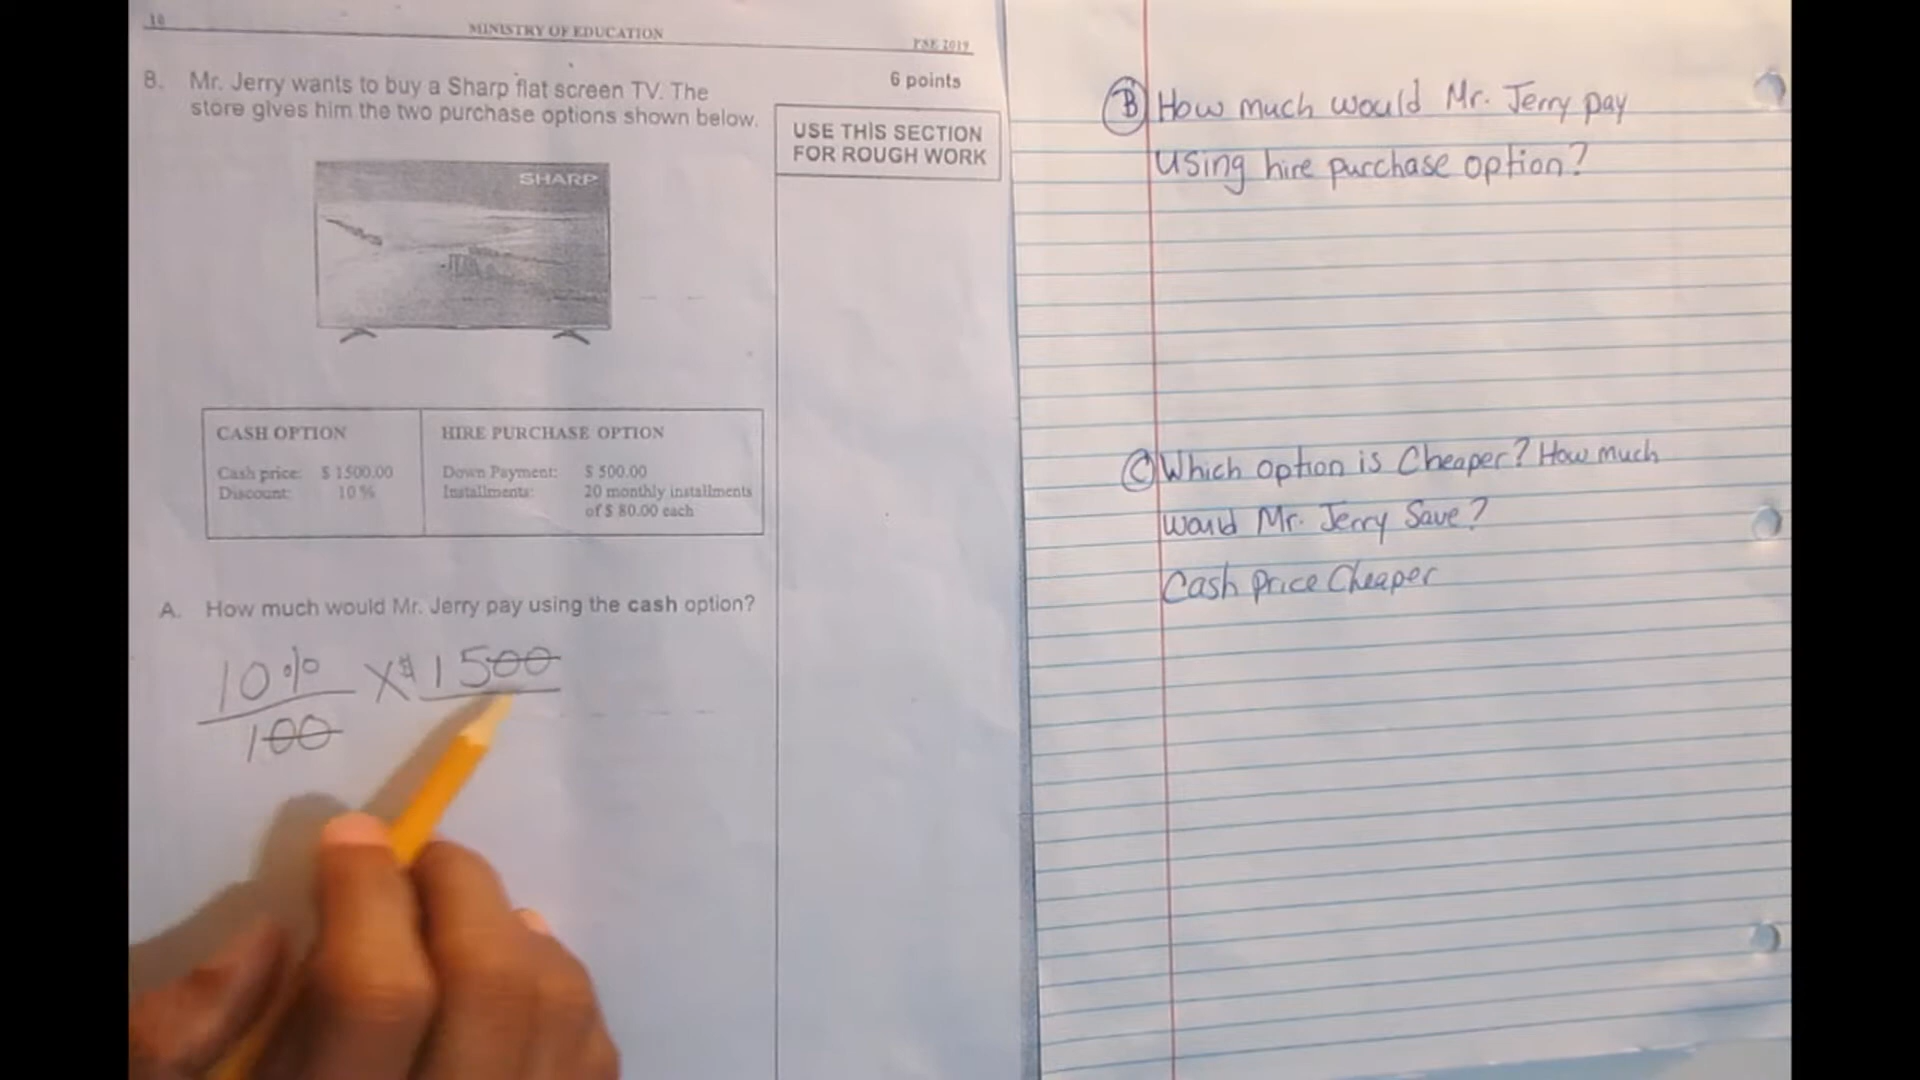 10
MINISTRY OF EDUCATION
PSE 2019
8. Mr. Jerry wants to buy a Sharp flat screen TV. The
store gives him the two purchase options shown below.
6 points
USE THIS SECTION
FOR ROUGH WORK
SHARP
CASH OPTION
Cash price: $ 1500.00
Discount: 10 %
HIRE PURCHASE OPTION
Down Payment: $ 500.00
Installments: 20 monthly installments
of $ 80.00 each
A. How much would Mr. Jerry pay using the cash option?
10% X $1500
100
B How much would Mr. Jerry pay
using hire purchase option?
C Which option is Cheaper? How much
would Mr. Jerry Save?
Cash Price Cheaper